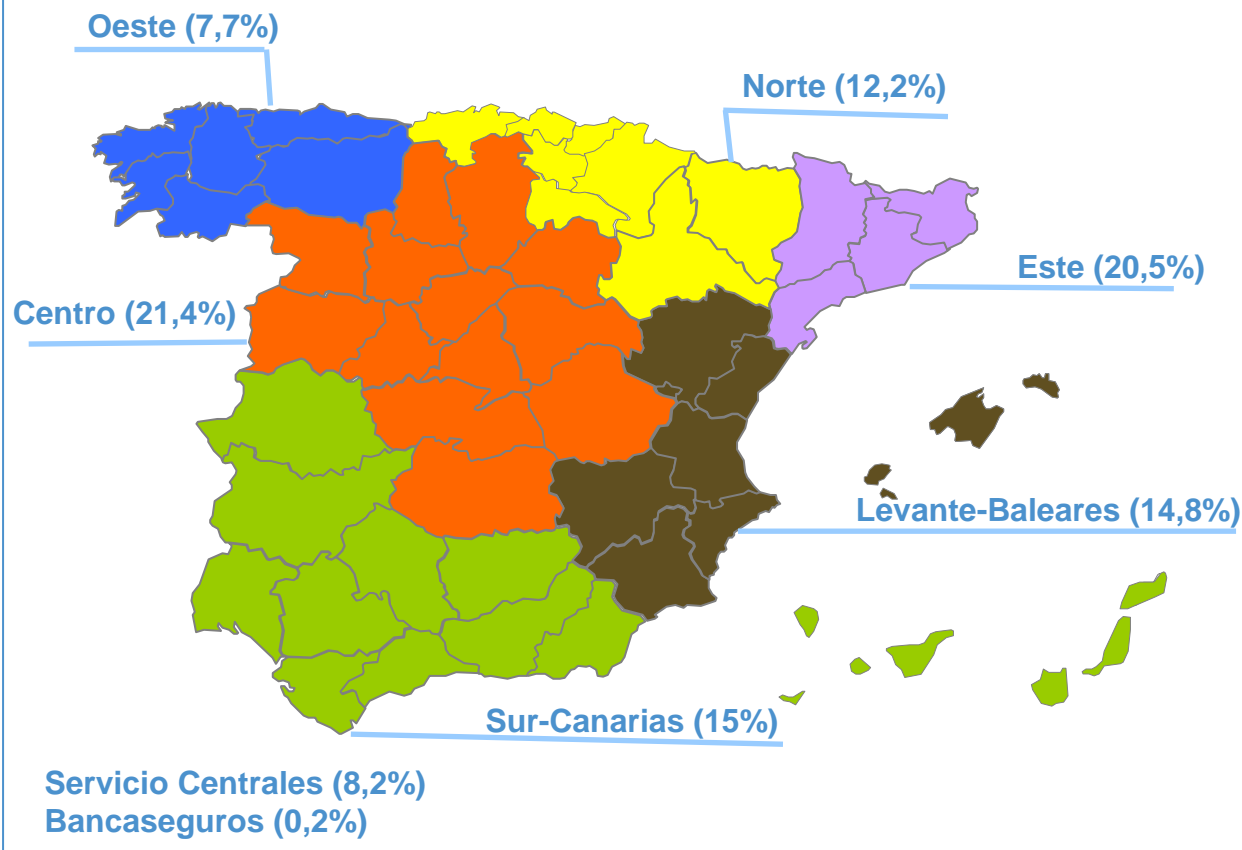 Oeste (7,7%)
Norte (12,2%)
Este (20,5%)
Centro (21,4%)
Levante-Baleares (14,8%)
Sur-Canarias (15%)
Servicio Centrales (8,2%)
Bancaseguros (0,2%)